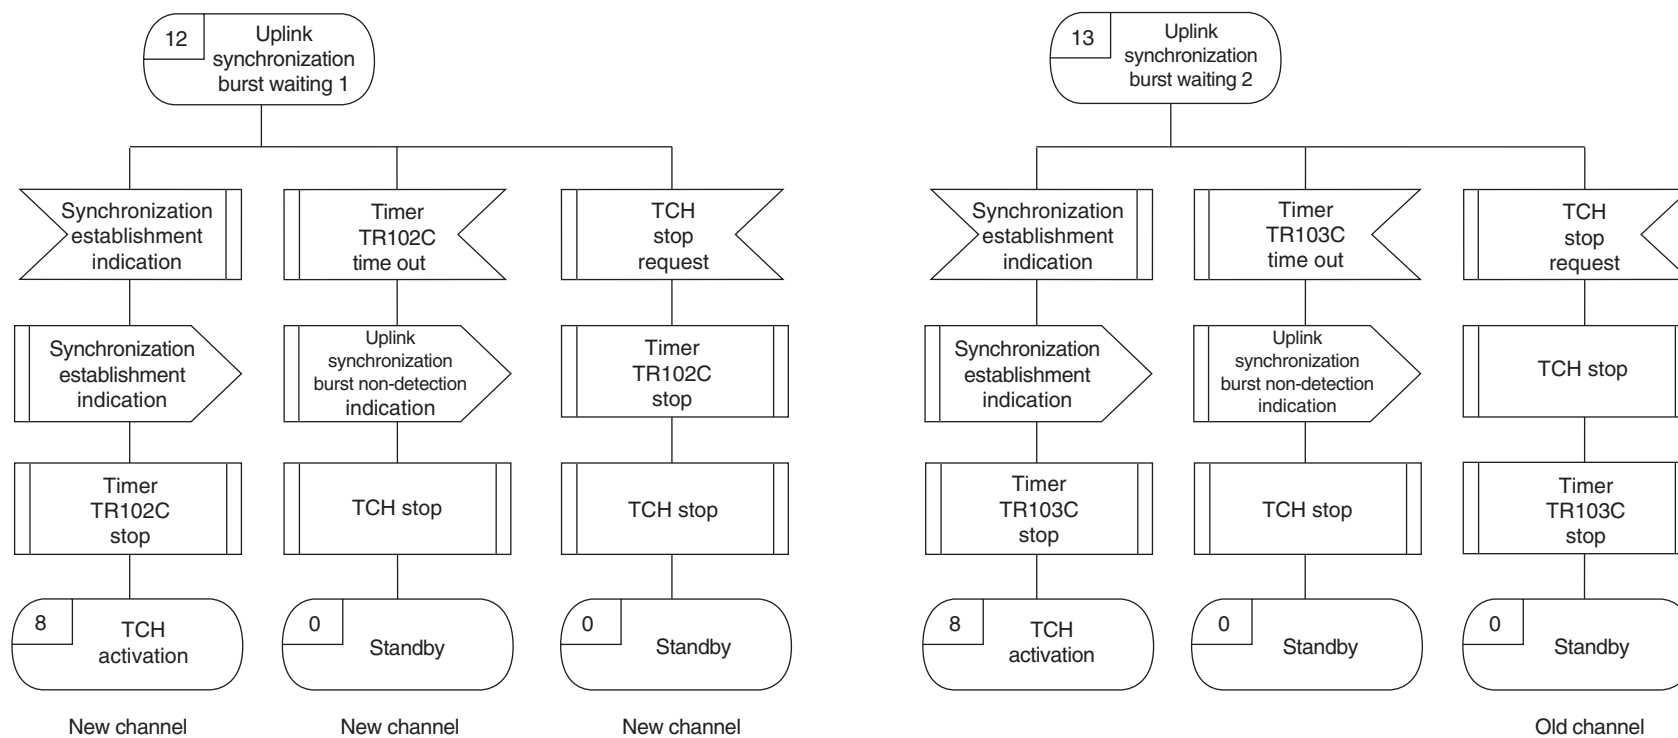 12
Uplink
synchronization
burst waiting 1
Synchronization
establishment
indication
Timer
TR102C
time out
TCH
stop
request
Synchronization
establishment
indication
Uplink
synchronization
burst non-detection
indication
Timer
TR102C
stop
Timer
TR102C
stop
TCH stop
TCH stop
8
TCH
activation
0
Standby
0
Standby
New channel
New channel
New channel
13
Uplink
synchronization
burst waiting 2
Synchronization
establishment
indication
Timer
TR103C
time out
TCH
stop
request
Synchronization
establishment
indication
Uplink
synchronization
burst non-detection
indication
TCH stop
Timer
TR103C
stop
TCH stop
Timer
TR103C
stop
8
TCH
activation
0
Standby
0
Standby
Old channel